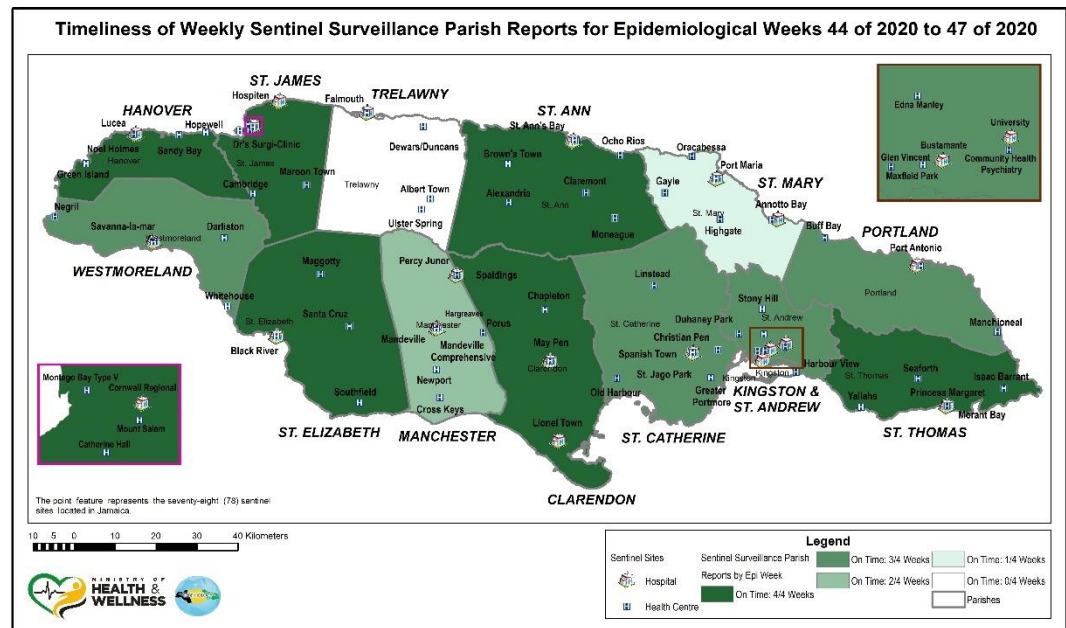 Timeliness of Weekly Sentinel Surveillance Parish Reports for Epidemiological Weeks 44 of 2020 to 47 of 2020
ST. JAMES
Hospiten
TRELAWNY
Falmouth
HANOVER
Lucea
Hopewell
Noel Holmes
Hanover
Sandy Bay
Green Island
Dr's Surgi-Clinic
St. James
Maroon Town
Cambridge
Dewars/Duncans
Trelawny
Albert Town
Ulster Spring
ST. ANN
St. Ann's Bay
Ocho Rios
Brown's Town
Alexandria
Claremont
St. Ann
Moneague
Oracabessa
Port Maria
Gayle
ST. MARY
St. Mary
Highgate
Annotto Bay
Buff Bay
PORTLAND
Port Antonio
Portland
Manchioneal
Edna Manley
University
Bustamante
Glen Vincent
Community Health
Psychiatry
Maxfield Park
Negril
Savanna-la-mar
Darliston
Westmoreland
WESTMORELAND
Whitehouse
Maggotty
St. Elizabeth
Santa Cruz
Black River
Southfield
ST. ELIZABETH
Percy Junor
Spaldings
Hargreaves
Manchester
Mandeville
Porus
Mandeville
Comprehensive
Newport
Cross Keys
MANCHESTER
Chapleton
May Pen
Clarendon
Lionel Town
CLARENDON
Linstead
St. Catherine
Christian Pen
Spanish Town
St. Jago Park
Old Harbour
Greater
Portmore
ST. CATHERINE
Stony Hill
Duhaney Park
St. Andrew
Kingston
Kingston
Harbour View
KINGSTON &
ST. ANDREW
St. Thomas
Seaforth
Isaac Barrant
Yallahs
Princess Margaret
Morant Bay
ST. THOMAS
Montego Bay Type V
Cornwall Regional
Mount Salem
Catherine Hall
The point feature represents the seventy-eight (78) sentinel
sites located in Jamaica.
10 5 0 10 20 30 40 Kilometers
MINISTRY OF
HEALTH &
WELLNESS
Legend
Sentinel Sites
Hospital
Health Centre
Sentinel Surveillance Parish
Reports by Epi Week
On Time: 4/4 Weeks
On Time: 3/4 Weeks
On Time: 2/4 Weeks
On Time: 1/4 Weeks
On Time: 0/4 Weeks
Parishes